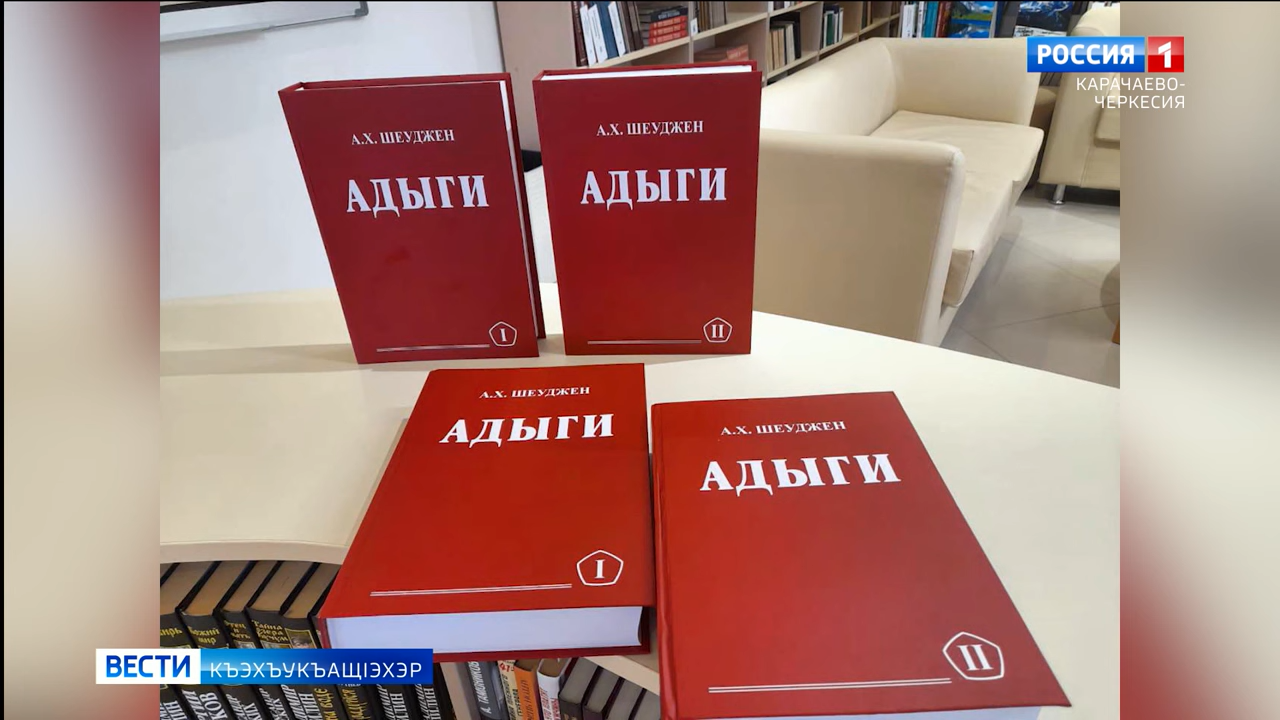 РОССИЯ 1
КАРАЧАЕВО-
ЧЕРКЕСИЯ
А.Х. ШЕУДЖЕН
АДЫГИ
I
А.Х. ШЕУДЖЕН
АДЫГИ
II
А.Х. ШЕУДЖЕН
АДЫГИ
I
А.Х. ШЕУДЖЕН
АДЫГИ
II
ВЕСТИ
КЪЭХЪУКЪАЩIЭХЭР